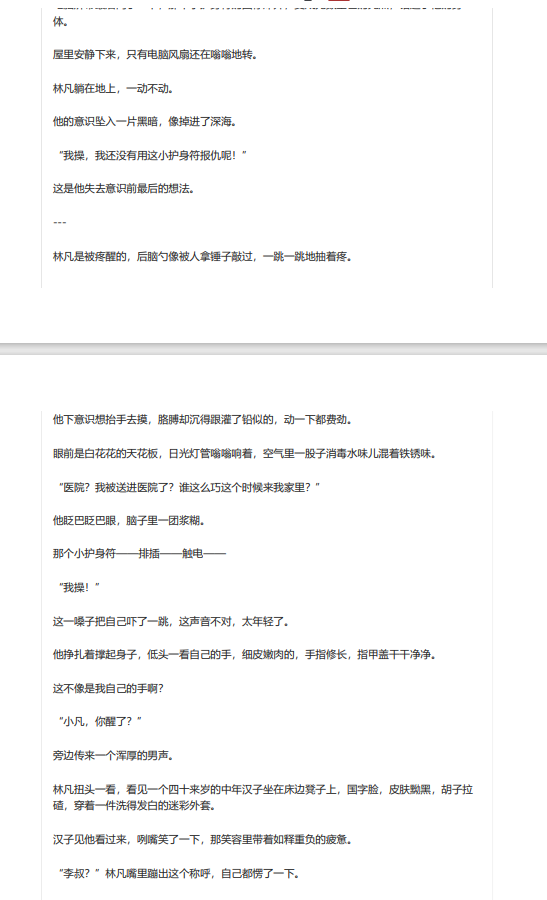 体。
屋里安静下来，只有电脑风扇还在嗡嗡地转。
林凡躺在地上，一动不动。
他的意识坠入一片黑暗，像掉进了深海。
“我操，我还没有用这小护身符报仇呢！”
这是他失去意识前最后的想法。
---
林凡是被疼醒的，后脑勺像被人拿锤子敲过，一跳一跳地抽着疼。
他下意识想抬手去摸，胳膊却沉得跟灌了铅似的，动一下都费劲。
眼前是白花花的天花板，日光灯管嗡嗡响着，空气里一股子消毒水味儿混着铁锈味。
“医院？我被送进医院了？谁这么巧这个时候来我家里？”
他眨巴眨巴眼，脑子里一团浆糊。
那个小护身符——排插——触电——
“我操！”
这一嗓子把自己吓了一跳，这声音不对，太年轻了。
他挣扎着撑起身子，低头一看自己的手，细皮嫩肉的，手指修长，指甲盖干干净净。
这不像是我自己的手啊？
“小凡，你醒了？”
旁边传来一个浑厚的男声。
林凡扭头一看，看见一个四十来岁的中年汉子坐在床边凳子上，国字脸，皮肤黝黑，胡子拉
碴，穿着一件洗得发白的迷彩外套。
汉子见他看过来，咧嘴笑了一下，那笑容里带着如释重负的疲惫。
“李叔？”林凡嘴里蹦出这个称呼，自己都愣了一下。